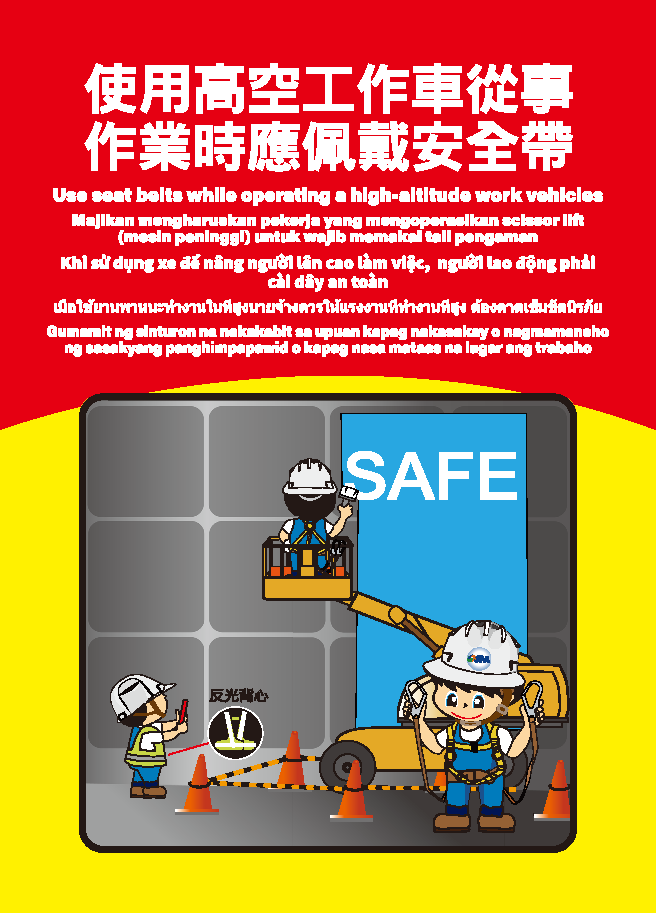 使用高空工作車從事
作業時應佩戴安全帶
Use seat belts while operating a high-altitude work vehicles
Majikan mengharuskan pekerja yang mengoperasikan scissor lift
(mesin peninggi) untuk wajib memakai tali pengaman
Khi sử dụng xe để nâng người lên cao làm việc, người lao động phải
cài dây an toàn
เมื่อใช้ยานพาหนะทำงานในที่สูงนายจ้างควรให้แรงงานที่ทำงานที่สูง ต้องคาดเข็มขัดนิรภัย
Gumamit ng sinturon na nakakabit sa upuan kapag nakasakay o nagmamaneho
ng sasakyang panghimpapawid o kapag nasa mataas na lugar ang trabaho
SAFE
反光背心